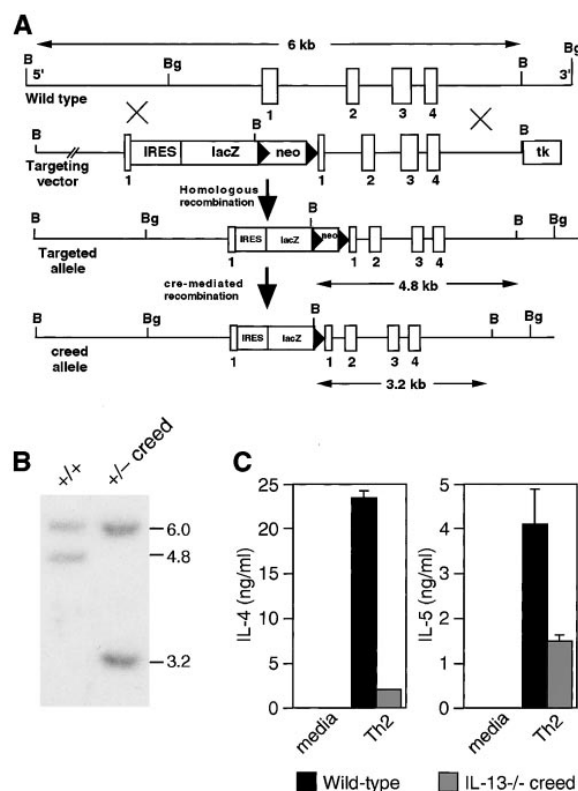 A
6 kb
B 5' Bg B 3' Bg
Wild type 1 2 3 4
B B B
IRES lacZ neo tk
Targeting vector 1 1 2 3 4
Homologous recombination
B Bg B B Bg
IRES lacZ neo
Targeted allele 1 1 2 3 4
4.8 kb
cre-mediated recombination
B Bg B B Bg
IRES lacZ
creed allele 1 1 2 3 4
3.2 kb
B
+/+ +/- creed
6.0
4.8
3.2
C
IL-4 (ng/ml)
25
20
15
10
5
0
media Th2
IL-5 (ng/ml)
5
4
3
2
1
0
media Th2
Wild-type IL-13-/- creed